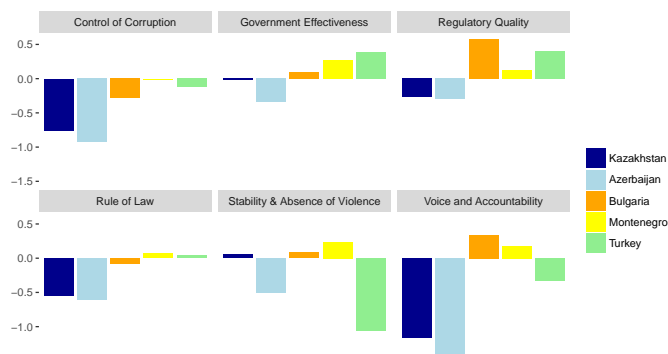 Control of Corruption
Government Effectiveness
Regulatory Quality
0.5
0.0
−0.5
−1.0
−1.5
Rule of Law
Stability & Absence of Violence
Voice and Accountability
0.5
0.0
−0.5
−1.0
Kazakhstan
Azerbaijan
Bulgaria
Montenegro
Turkey